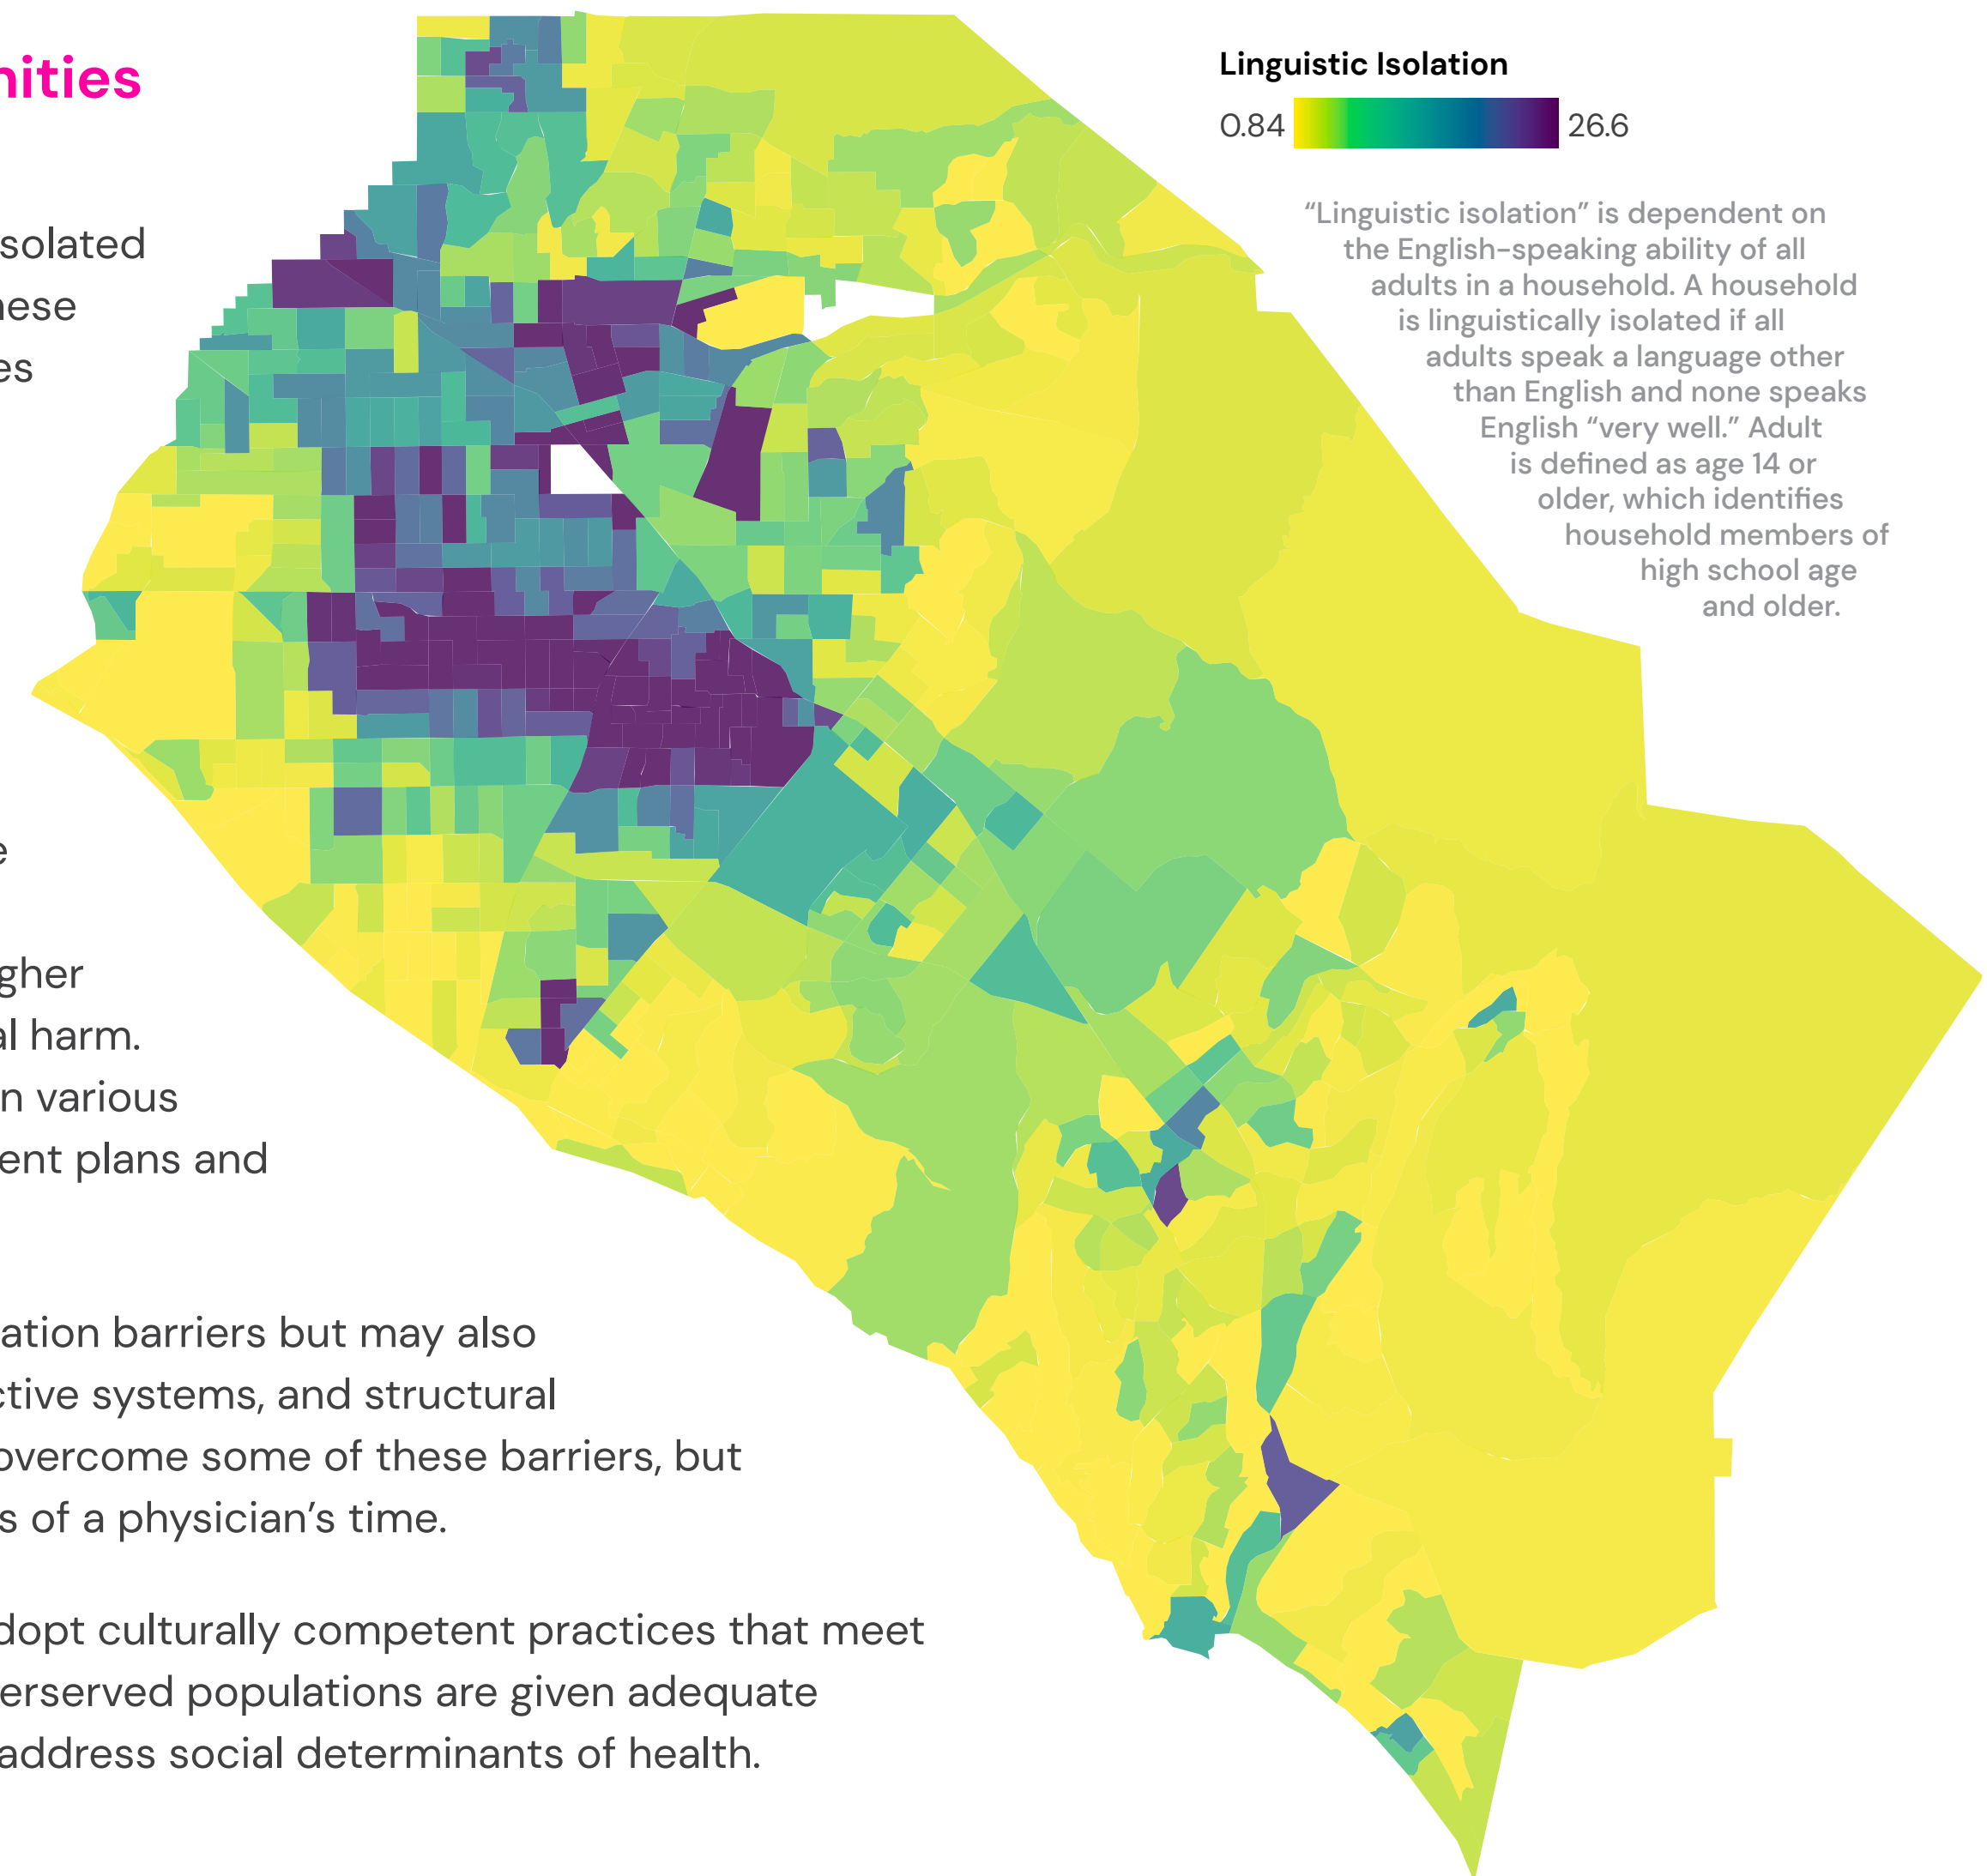 nities
solated
nese
es
e
gher
al harm.
n various
ent plans and
ation barriers but may also
ctive systems, and structural
overcome some of these barriers, but
s of a physician’s time.
dopt culturally competent practices that meet
erserved populations are given adequate
address social determinants of health.
Linguistic Isolation
0.84 26.6
“Linguistic isolation” is dependent on
the English-speaking ability of all
adults in a household. A household
is linguistically isolated if all
adults speak a language other
than English and none speaks
English “very well.” Adult
is defined as age 14 or
older, which identifies
household members of
high school age
and older.